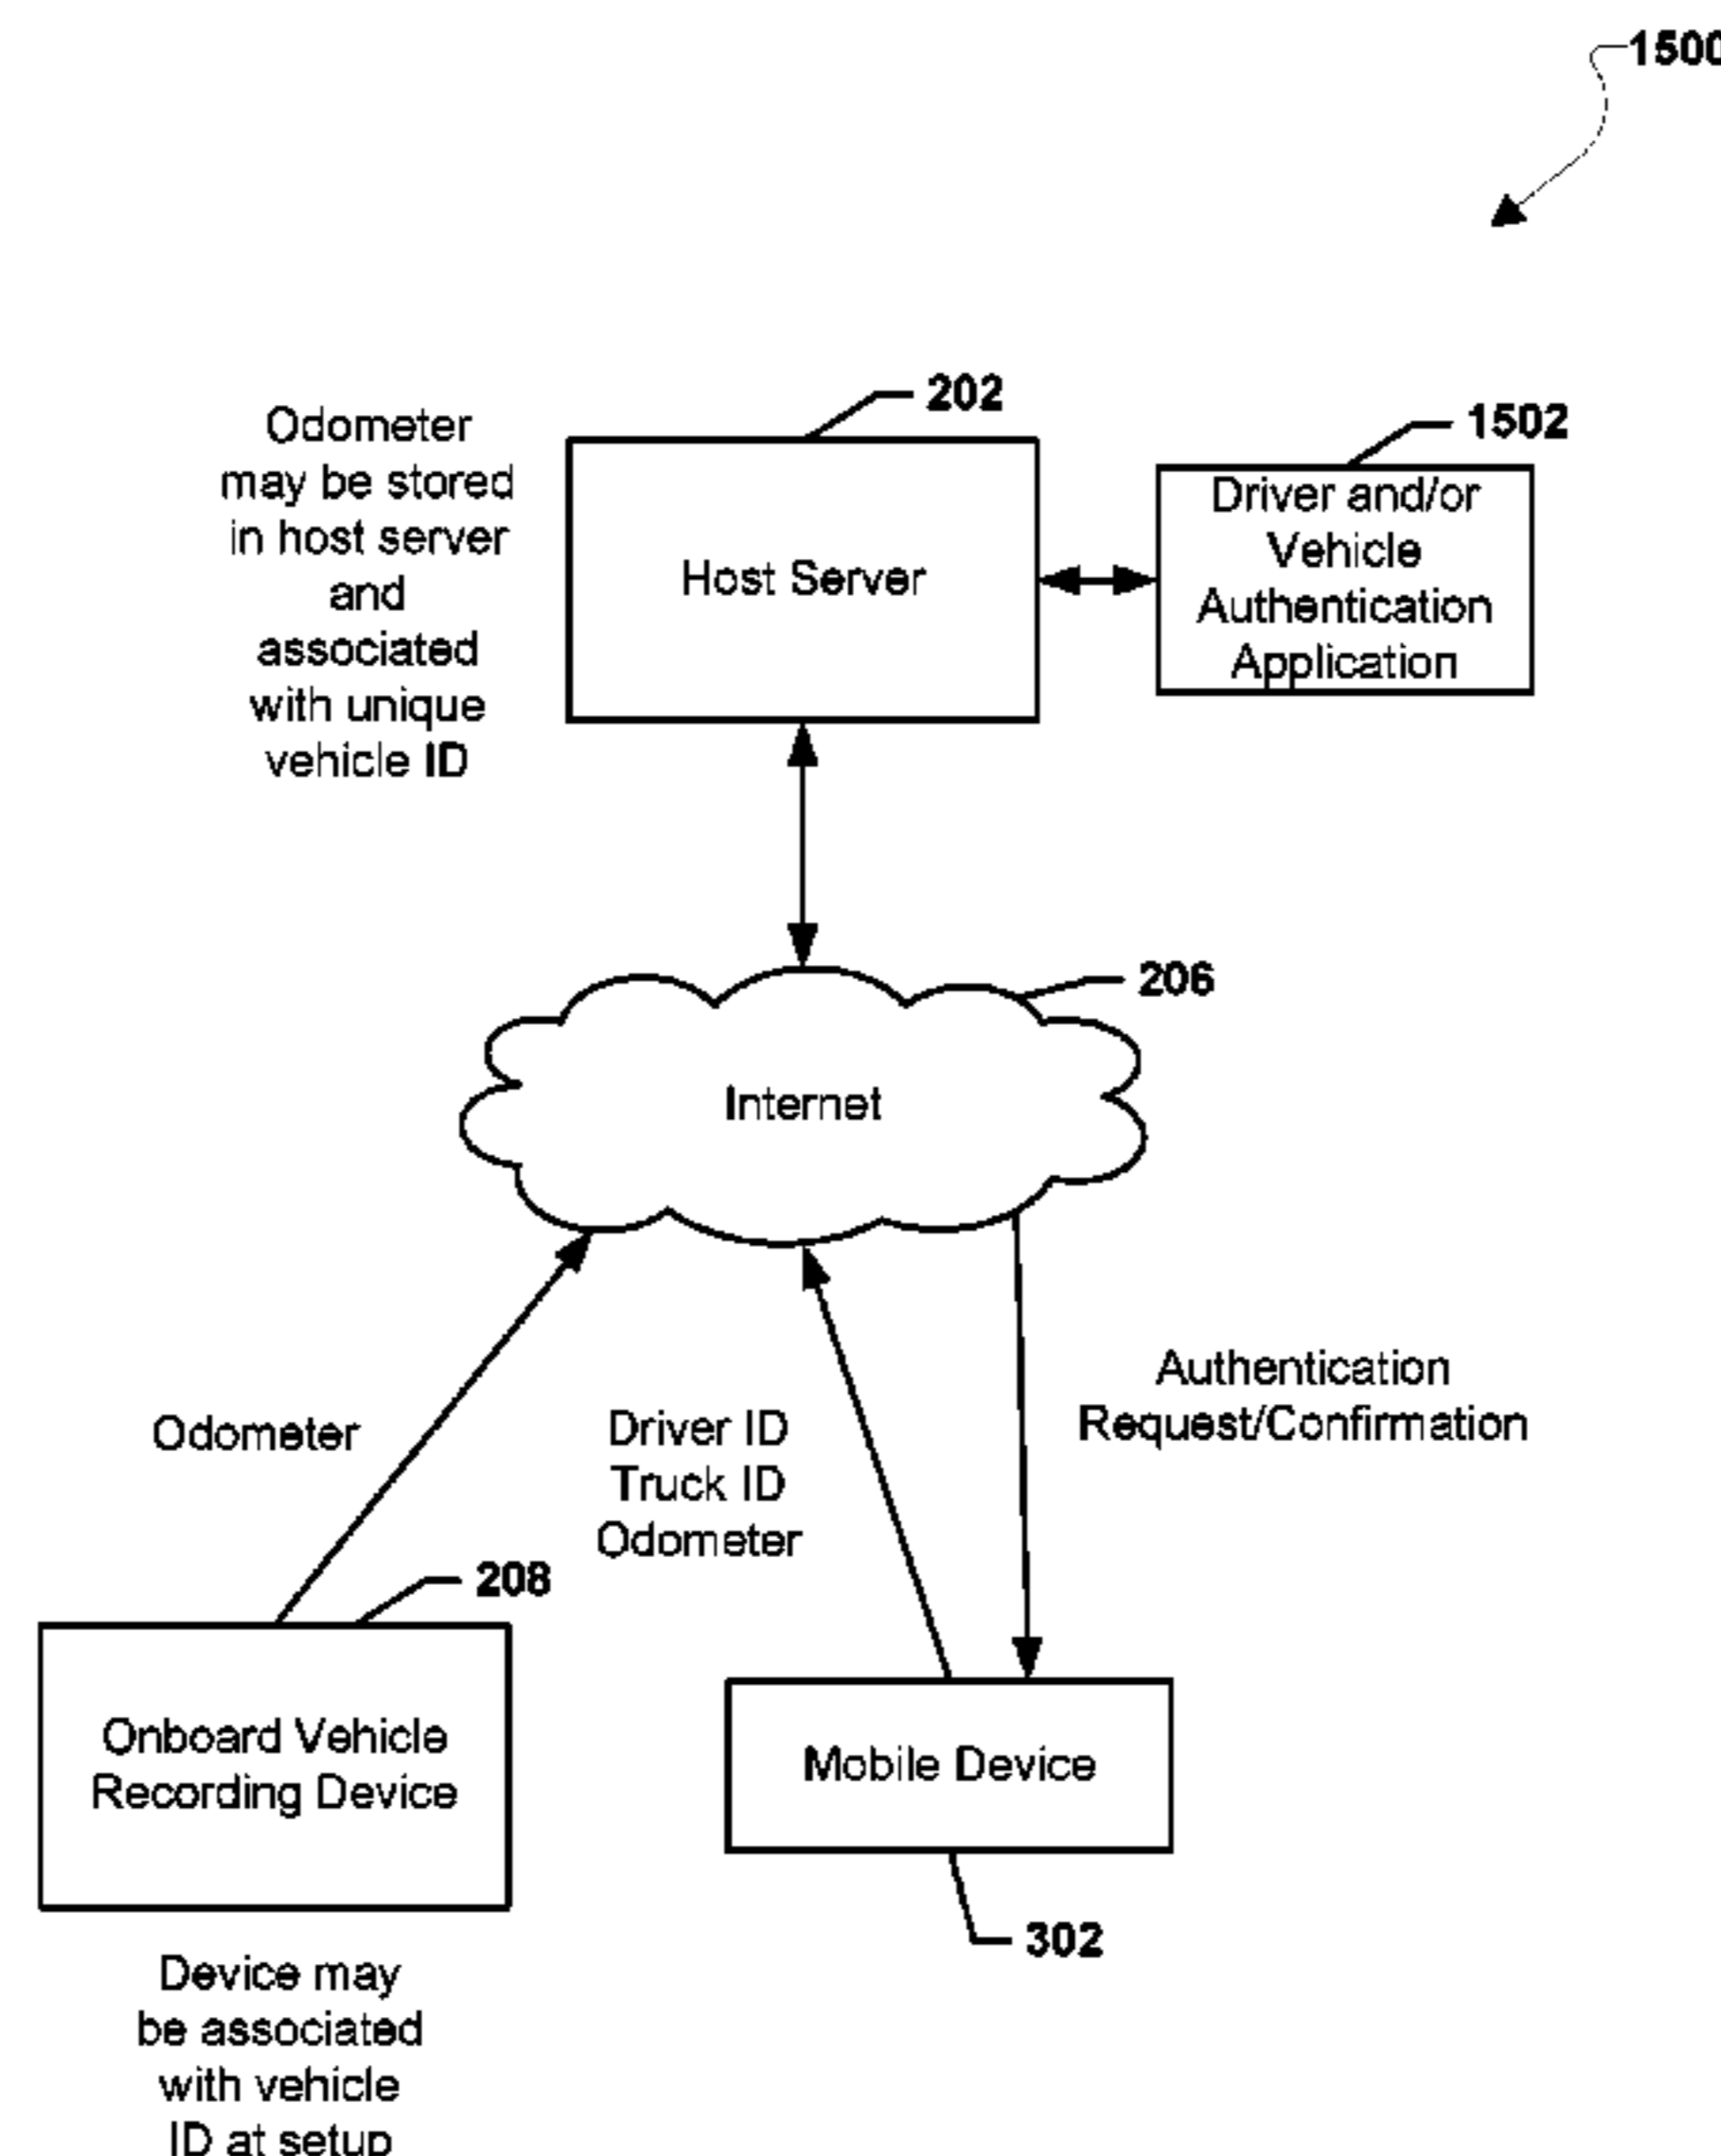 1500
202
1502
Odometer
may be stored
in host server
and
associated
with unique
vehicle ID
Host Server
Driver and/or
Vehicle
Authentication
Application
206
Internet
Odometer
Driver ID
Truck ID
Odometer
Authentication
Request/Confirmation
208
Onboard Vehicle
Recording Device
Mobile Device
302
Device may
be associated
with vehicle
ID at setup